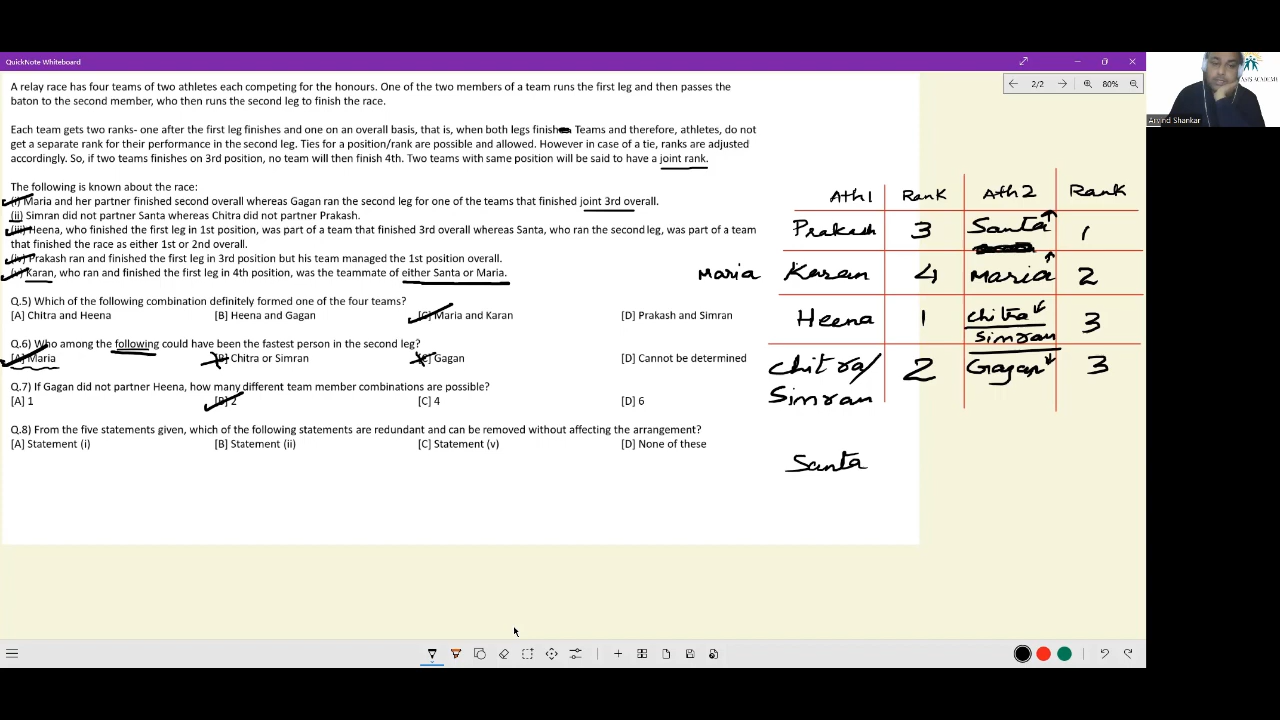 QuickNote Whiteboard
2/2
80%
A relay race has four teams of two athletes each competing for the honours. One of the two members of a team runs the first leg and then passes the
baton to the second member, who then runs the second leg to finish the race.
Each team gets two ranks- one after the first leg finishes and one on an overall basis, that is, when both legs finish Teams and therefore, athletes, do not
get a separate rank for their performance in the second leg. Ties for a position/rank are possible and allowed. However in case of a tie, ranks are adjusted
accordingly. So, if two teams finishes on 3rd position, no team will then finish 4th. Two teams with same position will be said to have a joint rank.
The following is known about the race:
(i) Maria and her partner finished second overall whereas Gagan ran the second leg for one of the teams that finished joint 3rd overall.
(ii) Simran did not partner Santa whereas Chitra did not partner Prakash.
(iii) Heena, who finished the first leg in 1st position, was part of a team that finished 3rd overall whereas Santa, who ran the second leg, was part of a team
that finished the race as either 1st or 2nd overall.
(iv) Prakash ran and finished the first leg in 3rd position but his team managed the 1st position overall.
(v) Karan, who ran and finished the first leg in 4th position, was the teammate of either Santa or Maria.
Q.5) Which of the following combination definitely formed one of the four teams?
[A] Chitra and Heena [B] Heena and Gagan [C] Maria and Karan [D] Prakash and Simran
Q.6) Who among the following could have been the fastest person in the second leg?
[A] Maria [B] Chitra or Simran [C] Gagan [D] Cannot be determined
Q.7) If Gagan did not partner Heena, how many different team member combinations are possible?
[A] 1 [B] 2 [C] 4 [D] 6
Q.8) From the five statements given, which of the following statements are redundant and can be removed without affecting the arrangement?
[A] Statement (i) [B] Statement (ii) [C] Statement (v) [D] None of these
Ath1 Rank Ath2 Rank
Prakash 3 Santa 1
Maria Karan 4 Maria 2
Heena 1 Chitra 3
Simran
Chitra/ 2 Gagan 3
Simran
Santa
Arvind Shankar